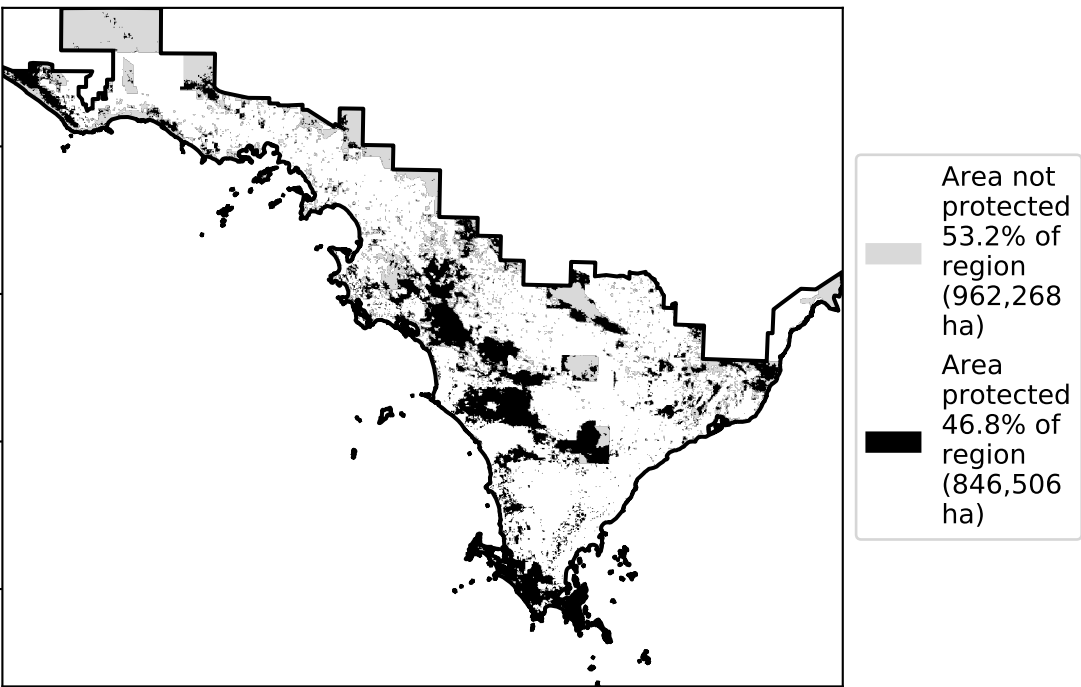 Area not
protected
53.2% of
region
(962,268
ha)
Area
protected
46.8% of
region
(846,506
ha)